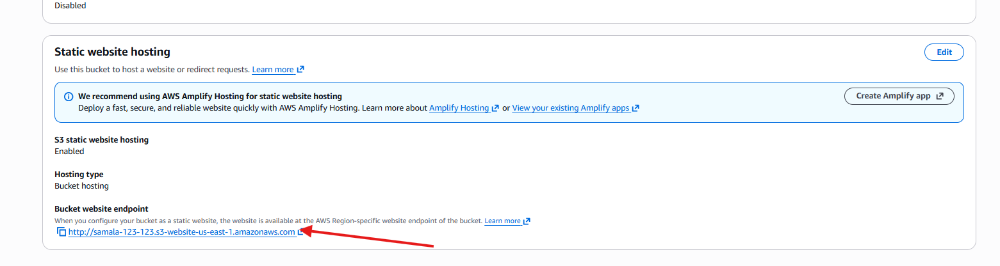 Disabled
Static website hosting
Edit
Use this bucket to host a website or redirect requests. Learn more
We recommend using AWS Amplify Hosting for static website hosting
Create Amplify app
Deploy a fast, secure, and reliable website quickly with AWS Amplify Hosting. Learn more about Amplify Hosting or View your existing Amplify apps
S3 static website hosting
Enabled
Hosting type
Bucket hosting
Bucket website endpoint
When you configure your bucket as a static website, the website is available at the AWS Region-specific website endpoint of the bucket. Learn more
http://samala-123-123.s3-website-us-east-1.amazonaws.com